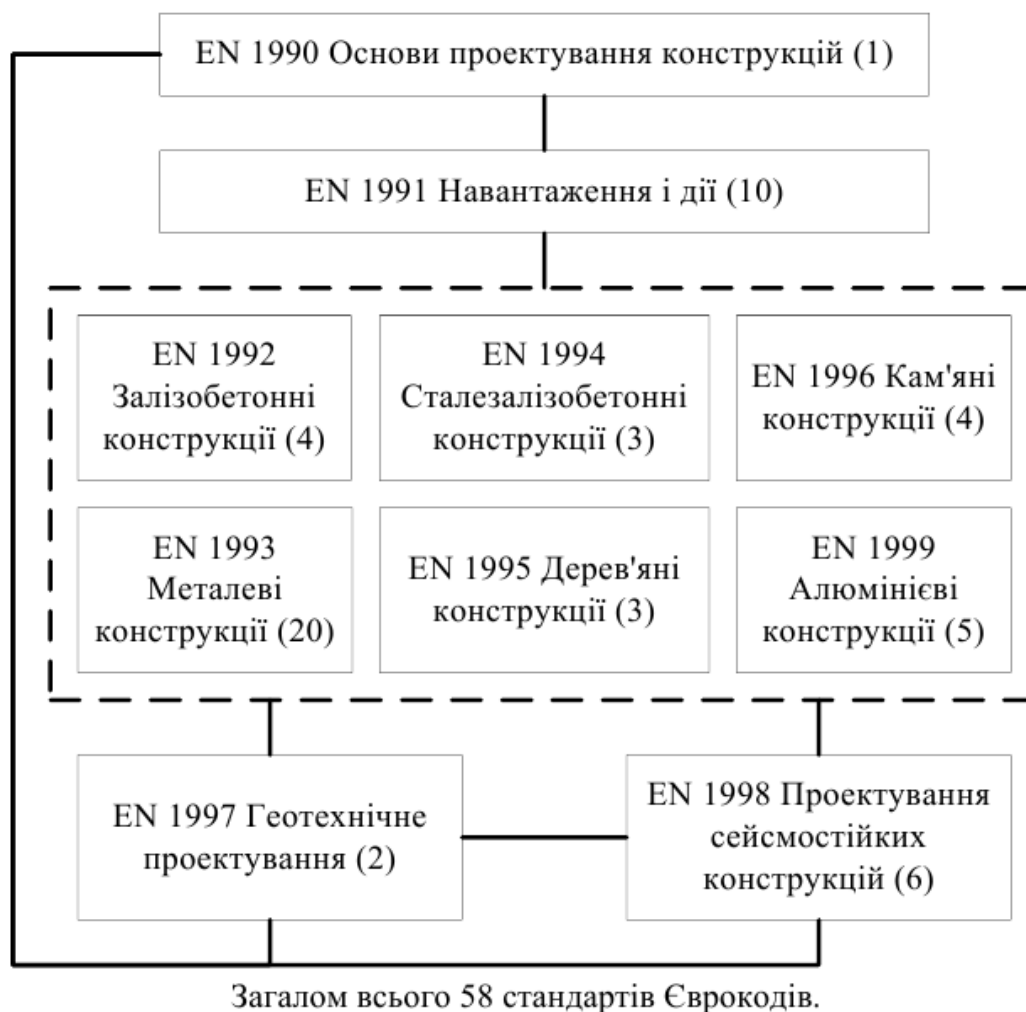 EN 1990 Основи проектування конструкцій (1)
EN 1991 Навантаження і дії (10)
EN 1992
Залізобетонні
конструкції (4)
EN 1994
Сталезалізобетонні
конструкції (3)
EN 1996 Кам'яні
конструкції (4)
EN 1993
Металеві
конструкції (20)
EN 1995 Дерев'яні
конструкції (3)
EN 1999
Алюмінієві
конструкції (5)
EN 1997 Геотехнічне
проектування (2)
EN 1998 Проектування
сейсмостійких
конструкцій (6)
Загалом всього 58 стандартів Єврокодів.